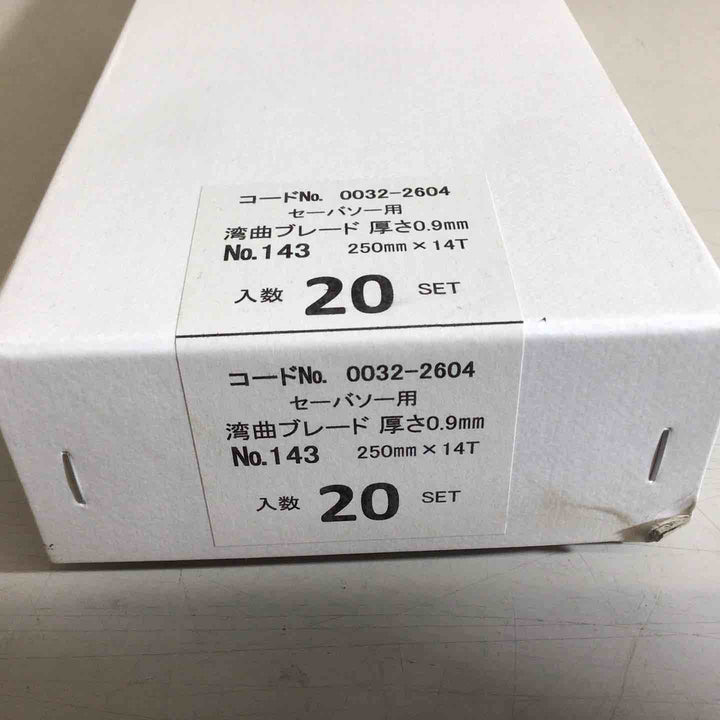 コードNo. 0032-2604
セーバソー用
湾曲ブレード 厚さ0.9mm
No.143 250mm×14T
入数 20 SET
コードNo. 0032-2604
セーバソー用
湾曲ブレード 厚さ0.9mm
No.143 250mm×14T
入数 20 SET